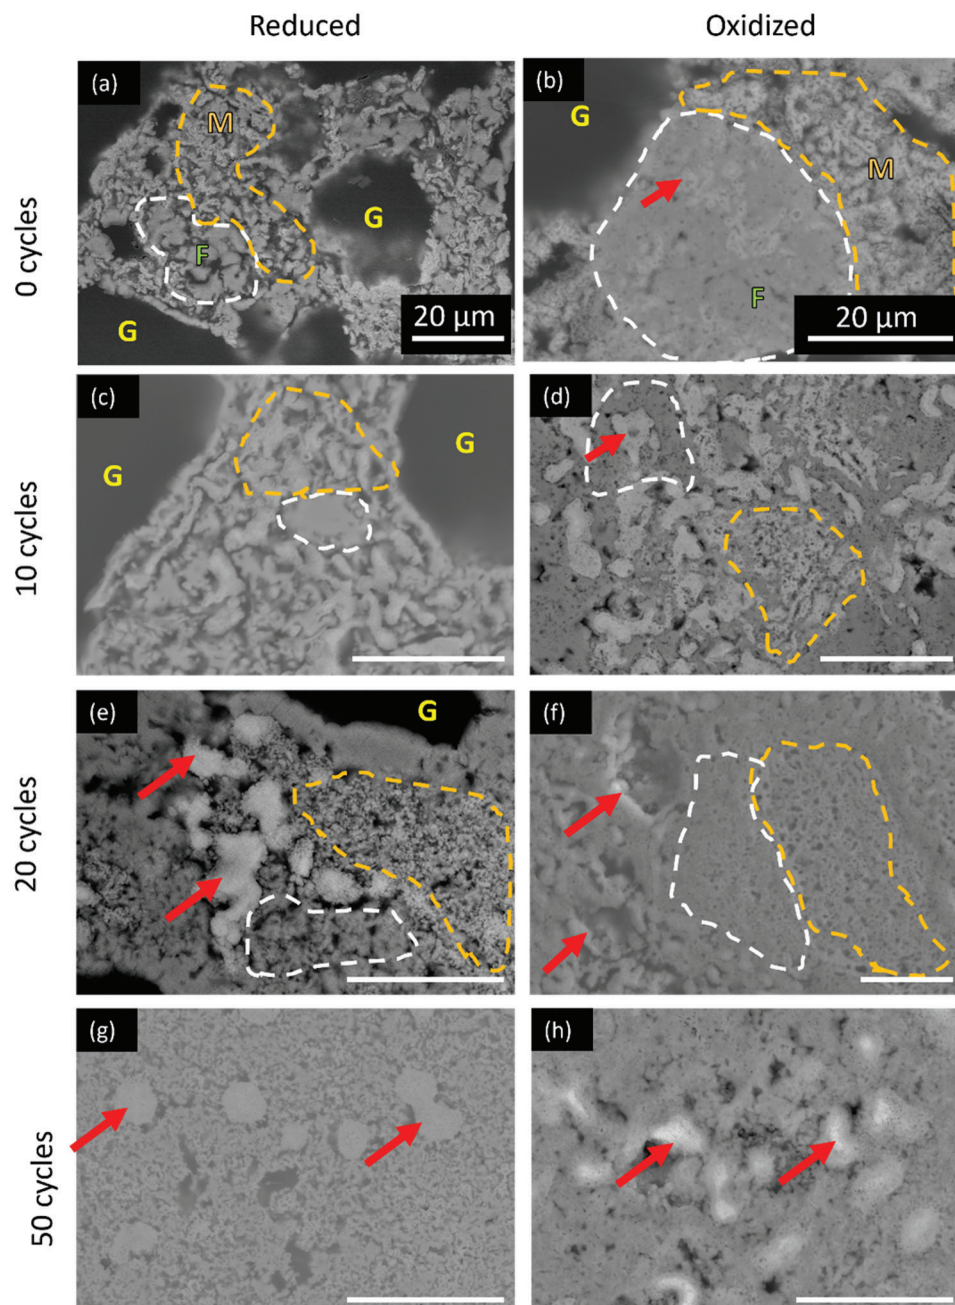 Reduced
Oxidized
0 cycles
(a)
M
F
G
G
20 µm
(b)
G
M
F
20 µm
10 cycles
(c)
G
G
(d)
20 cycles
(e)
G
(f)
50 cycles
(g)
(h)